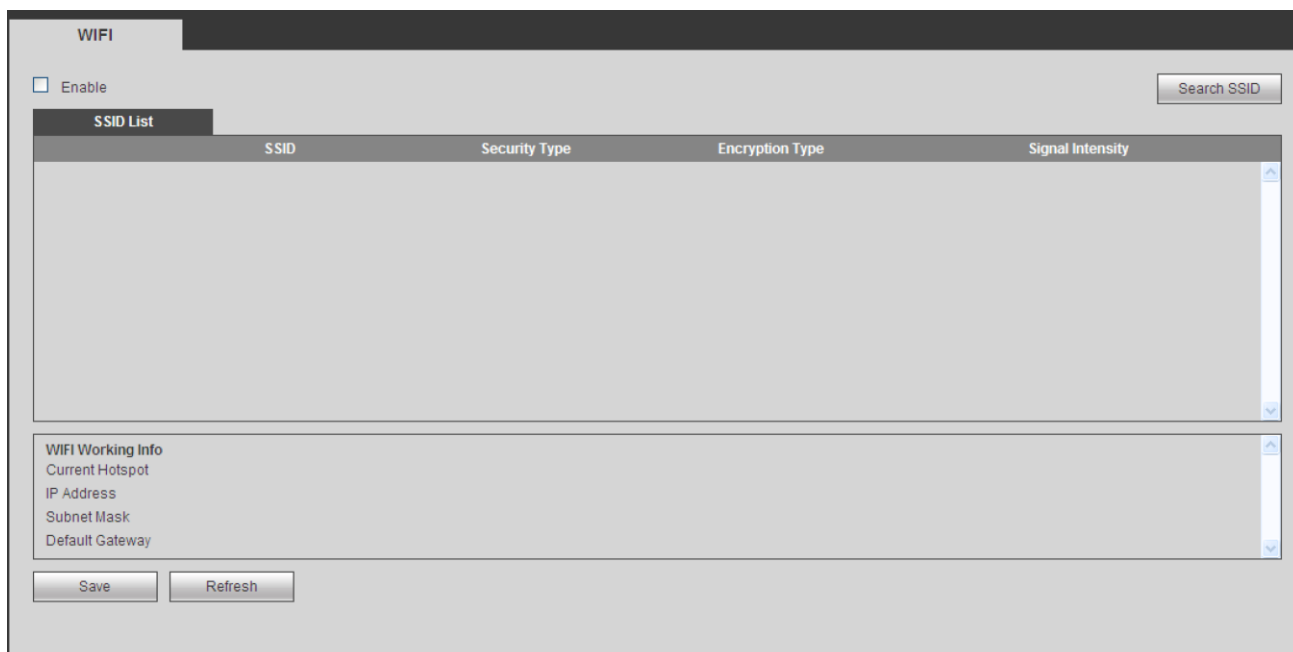 WIFI
Enable
Search SSID
SSID List
SSID Security Type Encryption Type Signal Intensity
WIFI Working Info
Current Hotspot
IP Address
Subnet Mask
Default Gateway
Save Refresh